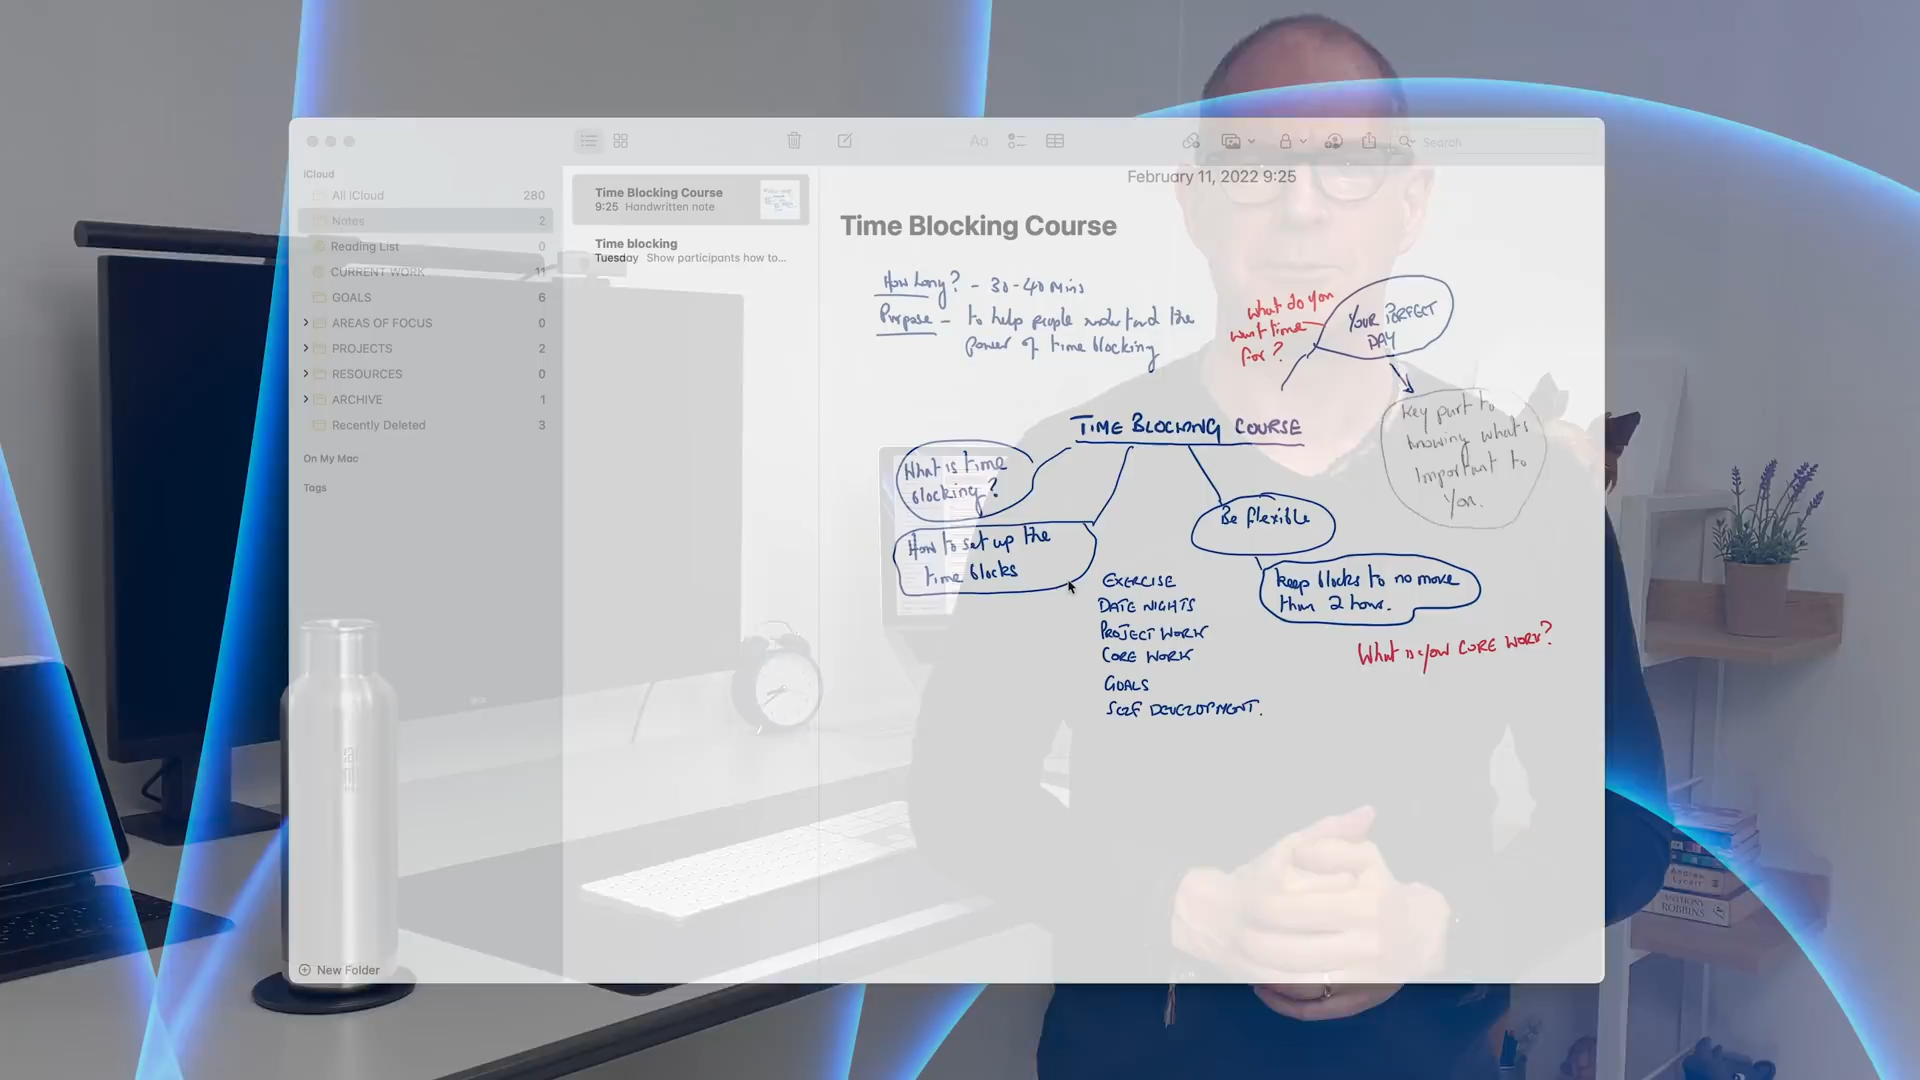 Search
iCloud
All iCloud 280
Notes 2
Reading List 0
CURRENT WORK 11
GOALS 6
AREAS OF FOCUS 0
PROJECTS 2
RESOURCES 0
ARCHIVE 1
Recently Deleted 3
On My Mac
Tags
New Folder
Time Blocking Course
9:25 Handwritten note
Time blocking
Tuesday Show participants how to...
Aa
February 11, 2022 9:25
Time Blocking Course
How long? - 30-40 mins
Purpose - to help people understand the
power of time blocking
What do you
want time
for?
YOUR PERFECT
DAY
Key part to
knowing what's
important to
you.
TIME BLOCKING COURSE
What is time
blocking?
How to set up the
time blocks
Be flexible
keep blocks to no more
than 2 hours.
EXERCISE
DATE NIGHTS
PROJECT WORK
CORE WORK
GOALS
SELF DEVELOPMENT.
What is your CORE WORK?
Andrew
Lycett
ANTHONY
ROBBINS